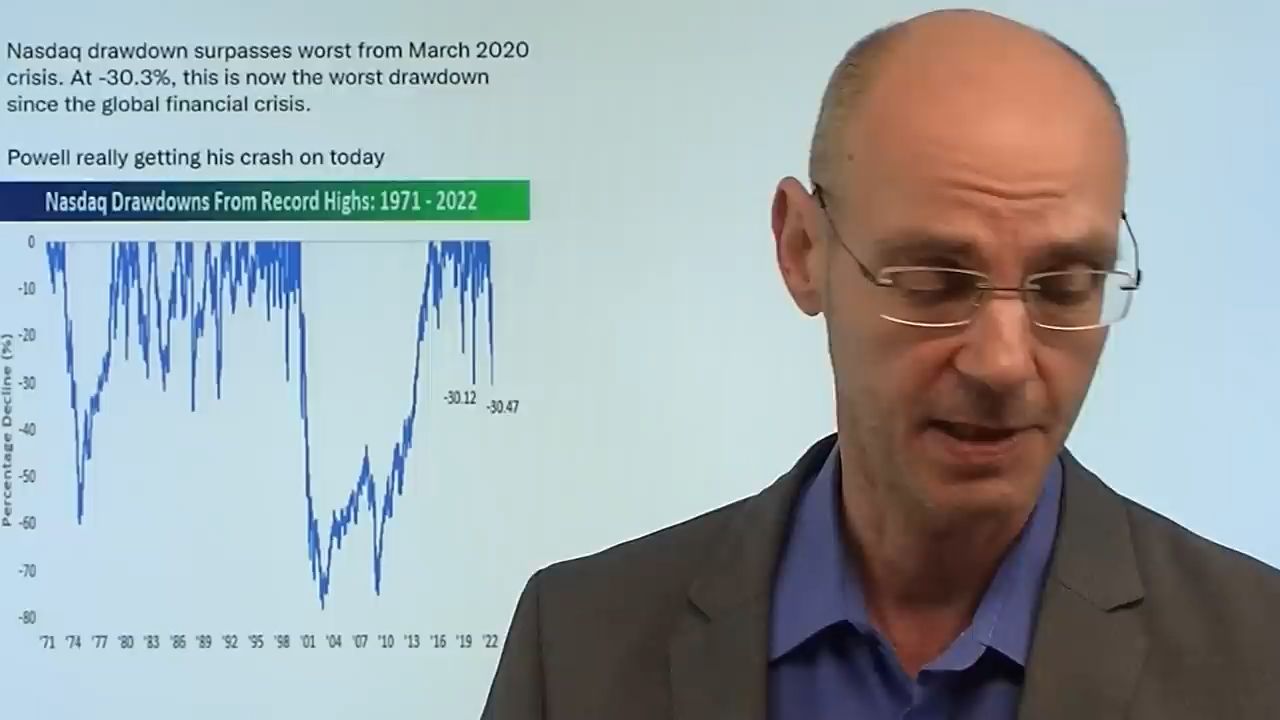 Nasdaq drawdown surpasses worst from March 2020
crisis. At -30.3%, this is now the worst drawdown
since the global financial crisis.
Powell really getting his crash on today
Nasdaq Drawdowns From Record Highs: 1971 - 2022
Percentage Decline (%)
0
-10
-20
-30
-40
-50
-60
-70
-80
-30.12
-30.47
'71 '74 '77 '80 '83 '86 '89 '92 '95 '98 '01 '04 '07 '10 '13 '16 '19 '22